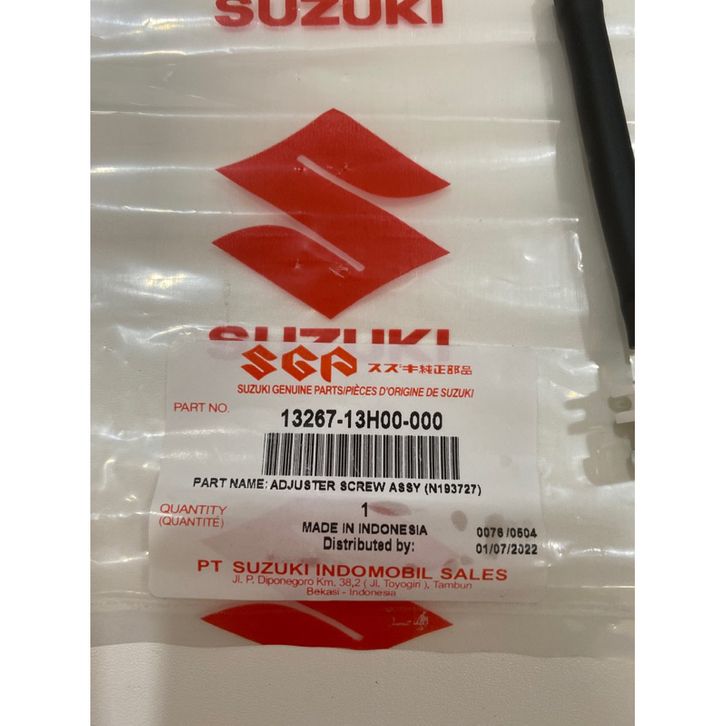 SUZUKI
SUZUKI
SGP スズキ純正部品
SUZUKI GENUINE PARTS/PIÈCES D'ORIGINE DE SUZUKI
PART NO. 13267-13H00-000
PART NAME: ADJUSTER SCREW ASSY (N193727)
QUANTITY 1
(QUANTITÉ)
MADE IN INDONESIA 0076/0504
Distributed by: 01/07/2022
PT SUZUKI INDOMOBIL SALES
Jl. P. Diponegoro Km, 38,2 ( Jl. Toyogiri ), Tambun
Bekasi - Indonesia